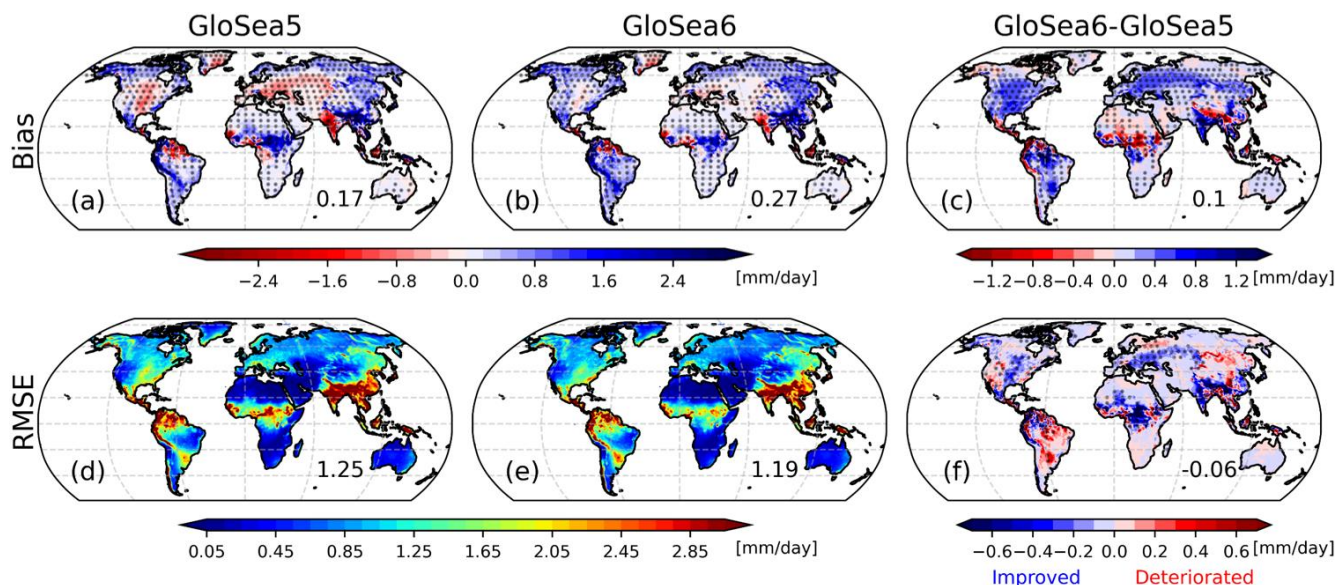 GloSea5 GloSea6 GloSea6-GloSea5
Bias
(a) 0.17 (b) 0.27 (c) 0.1
−2.4 −1.6 −0.8 0.0 0.8 1.6 2.4 [mm/day] −1.2 −0.8 −0.4 0.0 0.4 0.8 1.2 [mm/day]
RMSE
(d) 1.25 (e) 1.19 (f) -0.06
0.05 0.45 0.85 1.25 1.65 2.05 2.45 2.85 [mm/day] −0.6 −0.4 −0.2 0.0 0.2 0.4 0.6 [mm/day]
Improved Deteriorated